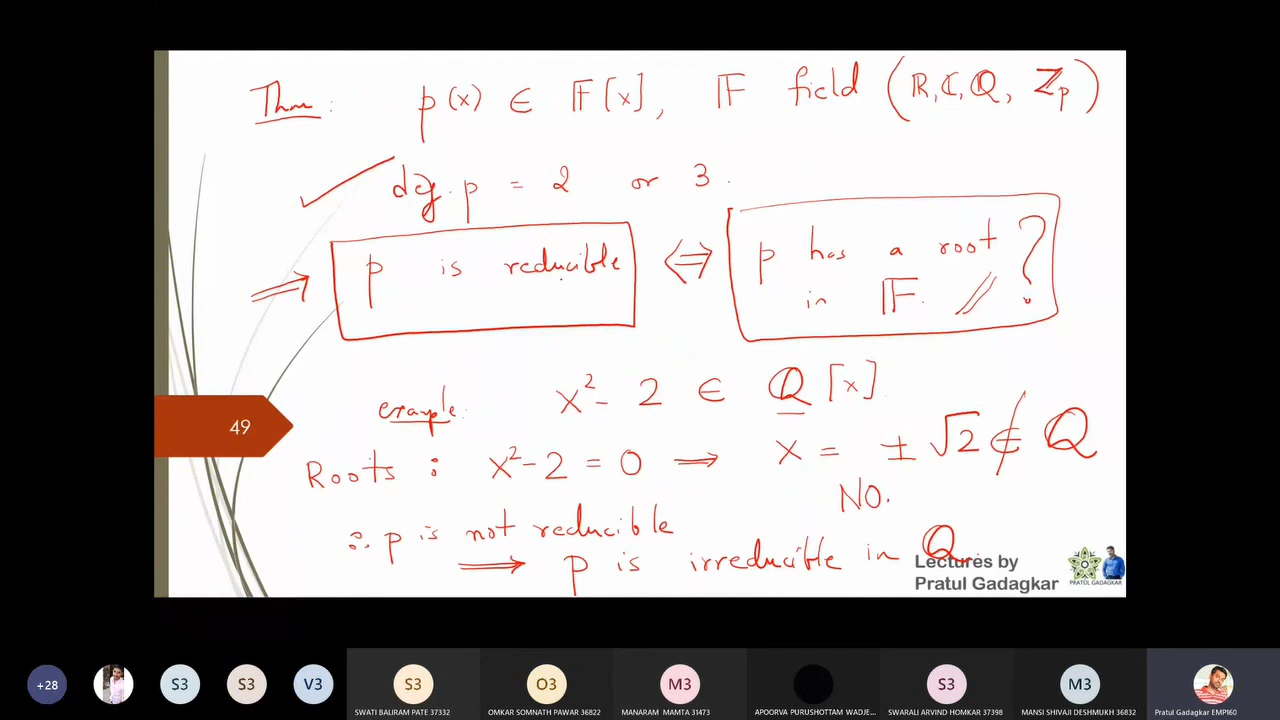 Thm: p(x) ∈ 𝔽[x], 𝔽 field (ℝ, ℂ, ℚ, ℤp)
deg. p = 2 or 3.
p is reducible ⇔ p has a root in 𝔽. ?
example: x² - 2 ∈ ℚ[x]
Roots : x² - 2 = 0 ⟹ x = ± √2 ∉ ℚ
NO.
∴ p is not reducible
⟹ p is irreducible in ℚ
49
Lectures by
Pratul Gadagkar
PRATUL GADAGKAR
+28
S3
S3
V3
S3
O3
M3
S3
M3
SWATI BALIRAM PATE 37332
OMKAR SOMNATH PAWAR 36822
MANARAM MAMTA 31473
APOORVA PURUSHOTTAM WADJE...
SWARALI ARVIND HOMKAR 37398
MANSI SHIVAJI DESHMUKH 36832
Pratul Gadagkar EMP160